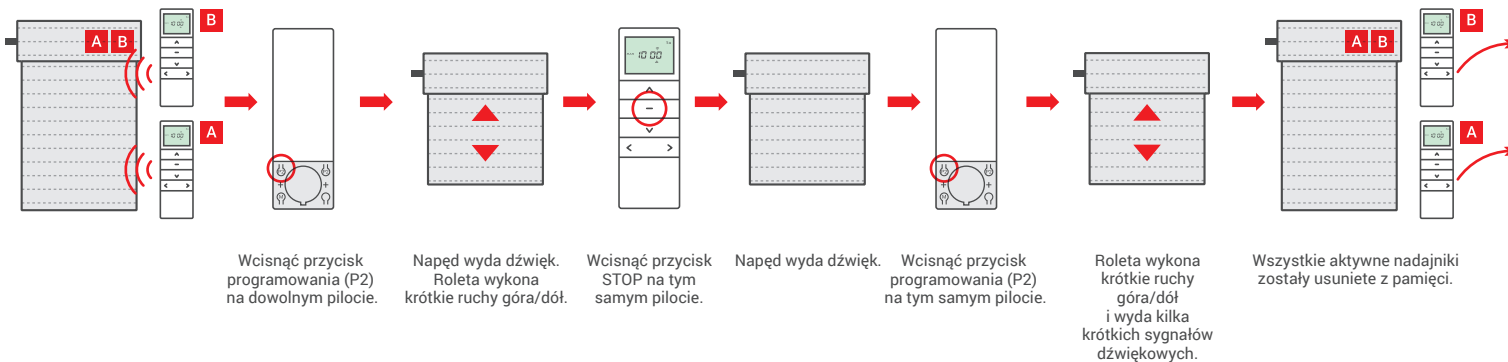 A B
B
A
10:00
A B
B
A
Wcisnąć przycisk
programowania (P2)
na dowolnym pilocie.
Napęd wyda dźwięk.
Roleta wykona
krótkie ruchy góra/dół.
Wcisnąć przycisk
STOP na tym
samym pilocie.
Napęd wyda dźwięk.
Wcisnąć przycisk
programowania (P2)
na tym samym pilocie.
Roleta wykona
krótkie ruchy
góra/dół
i wyda kilka
krótkich sygnałów
dźwiękowych.
Wszystkie aktywne nadajniki
zostały usuniete z pamięci.